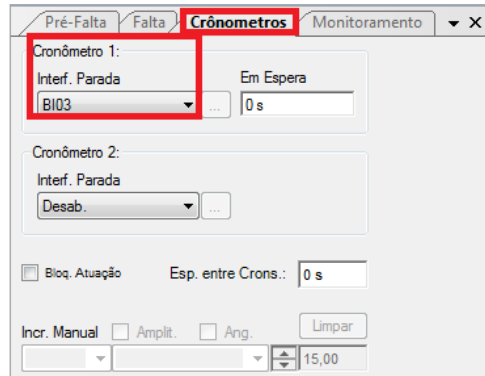 Pré-Falta Falta Crônometros Monitoramento
Cronômetro 1:
Interf. Parada Em Espera
BI03 ... 0 s
Cronômetro 2:
Interf. Parada
Desab. ...
Bloq. Atuação Esp. entre Crons.: 0 s
Incr. Manual Amplit. Ang. Limpar
15,00